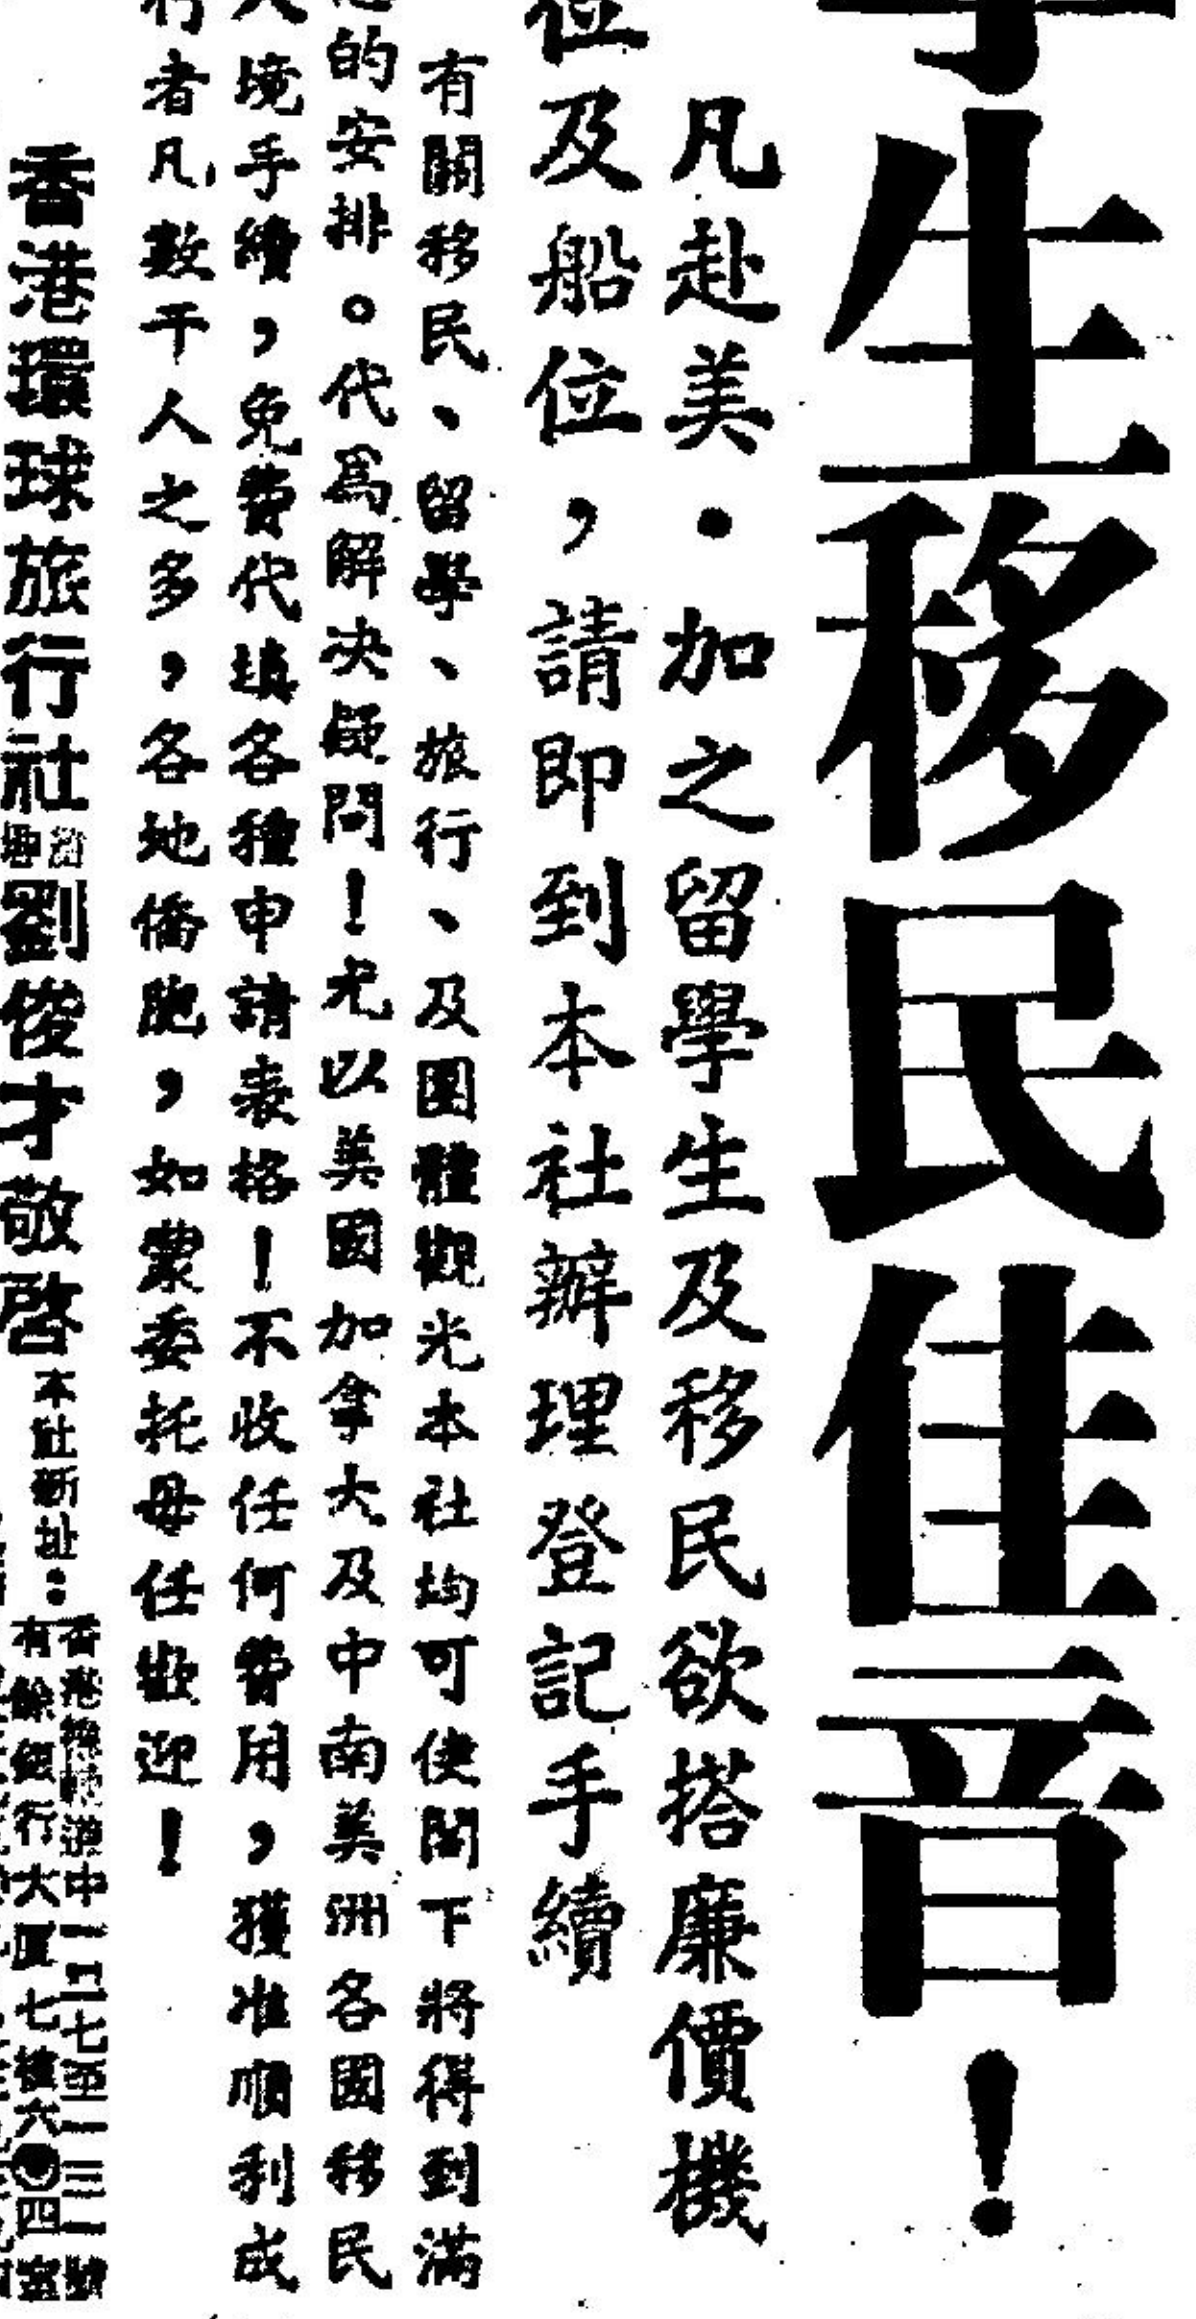 生移民佳音！
凡赴美．加之留學生及移民欲搭廉價機
位及船位，請即到本社辦理登記手續
有關移民、留學、旅行、及團體觀光本社均可使閣下將得到滿
的安排。代爲解決疑問！尤以美國加拿大及中南美洲各國移民
入境手續，免費代填各種申請表格！不收任何費用，獲准順利成
行者凡數千人之多，各地僑胞，如蒙委托毋任歡迎！
香港環球旅行社
劉俊才敬啓
本社新址：
香港德輔道中一二七至一三一號
有餘銀行大厦七樓六〇四室